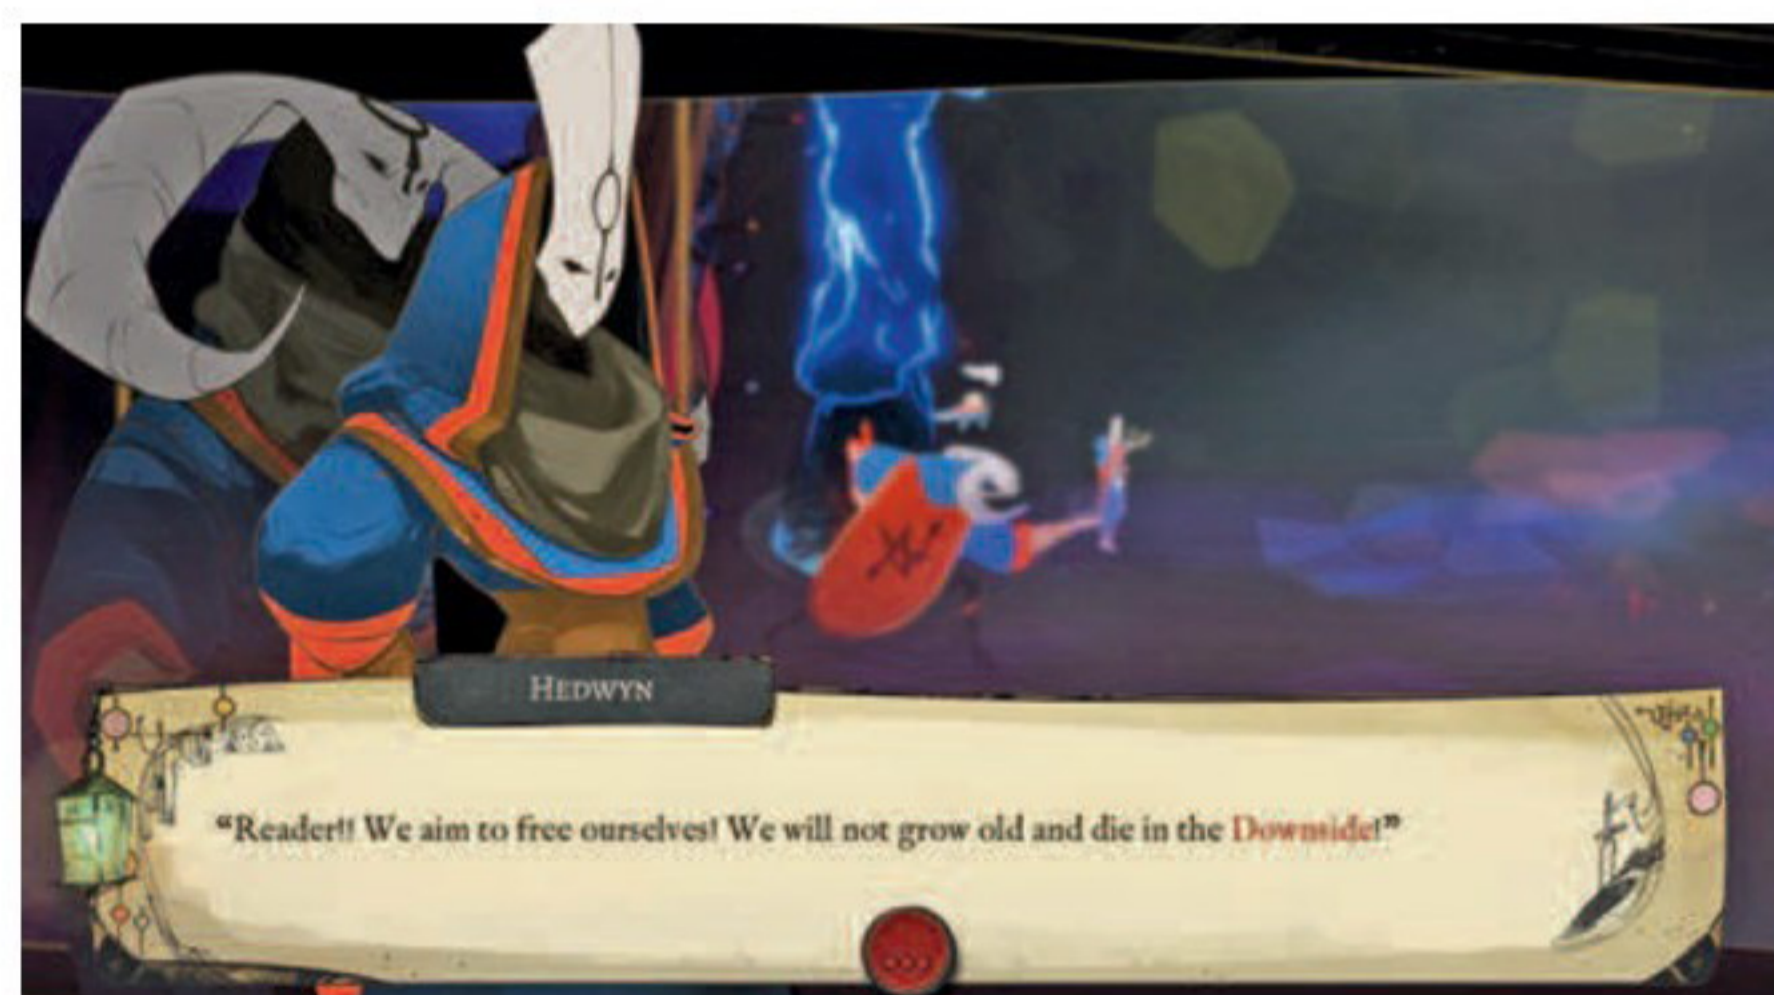 HEDWYN
“Reader!! We aim to free ourselves! We will not grow old and die in the Downside!”